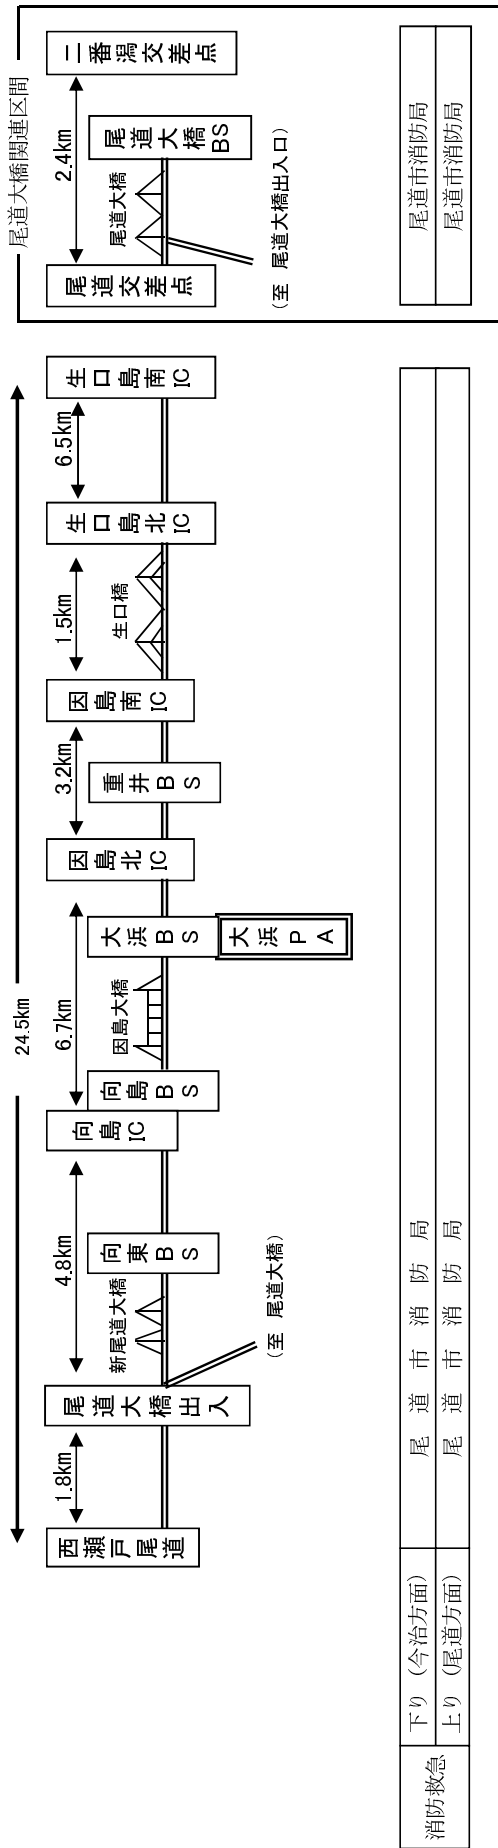 尾道大橋関連区間
二番潟交差点
2.4km
尾道大橋
BS
尾道大橋
(至 尾道大橋出入口)
尾道交差点
尾道市消防局
尾道市消防局
24.5km
生口島南IC
6.5km
生口島北IC
1.5km
生口橋
因島南IC
3.2km
重井BS
因島北IC
6.7km
大浜BS
大浜PA
因島大橋
向島BS
向島IC
4.8km
向東BS
新尾道大橋
(至 尾道大橋)
尾道大橋出入
1.8km
西瀬戸尾道
消防救急
下り (今治方面)
尾道市消防局
上り (尾道方面)
尾道市消防局